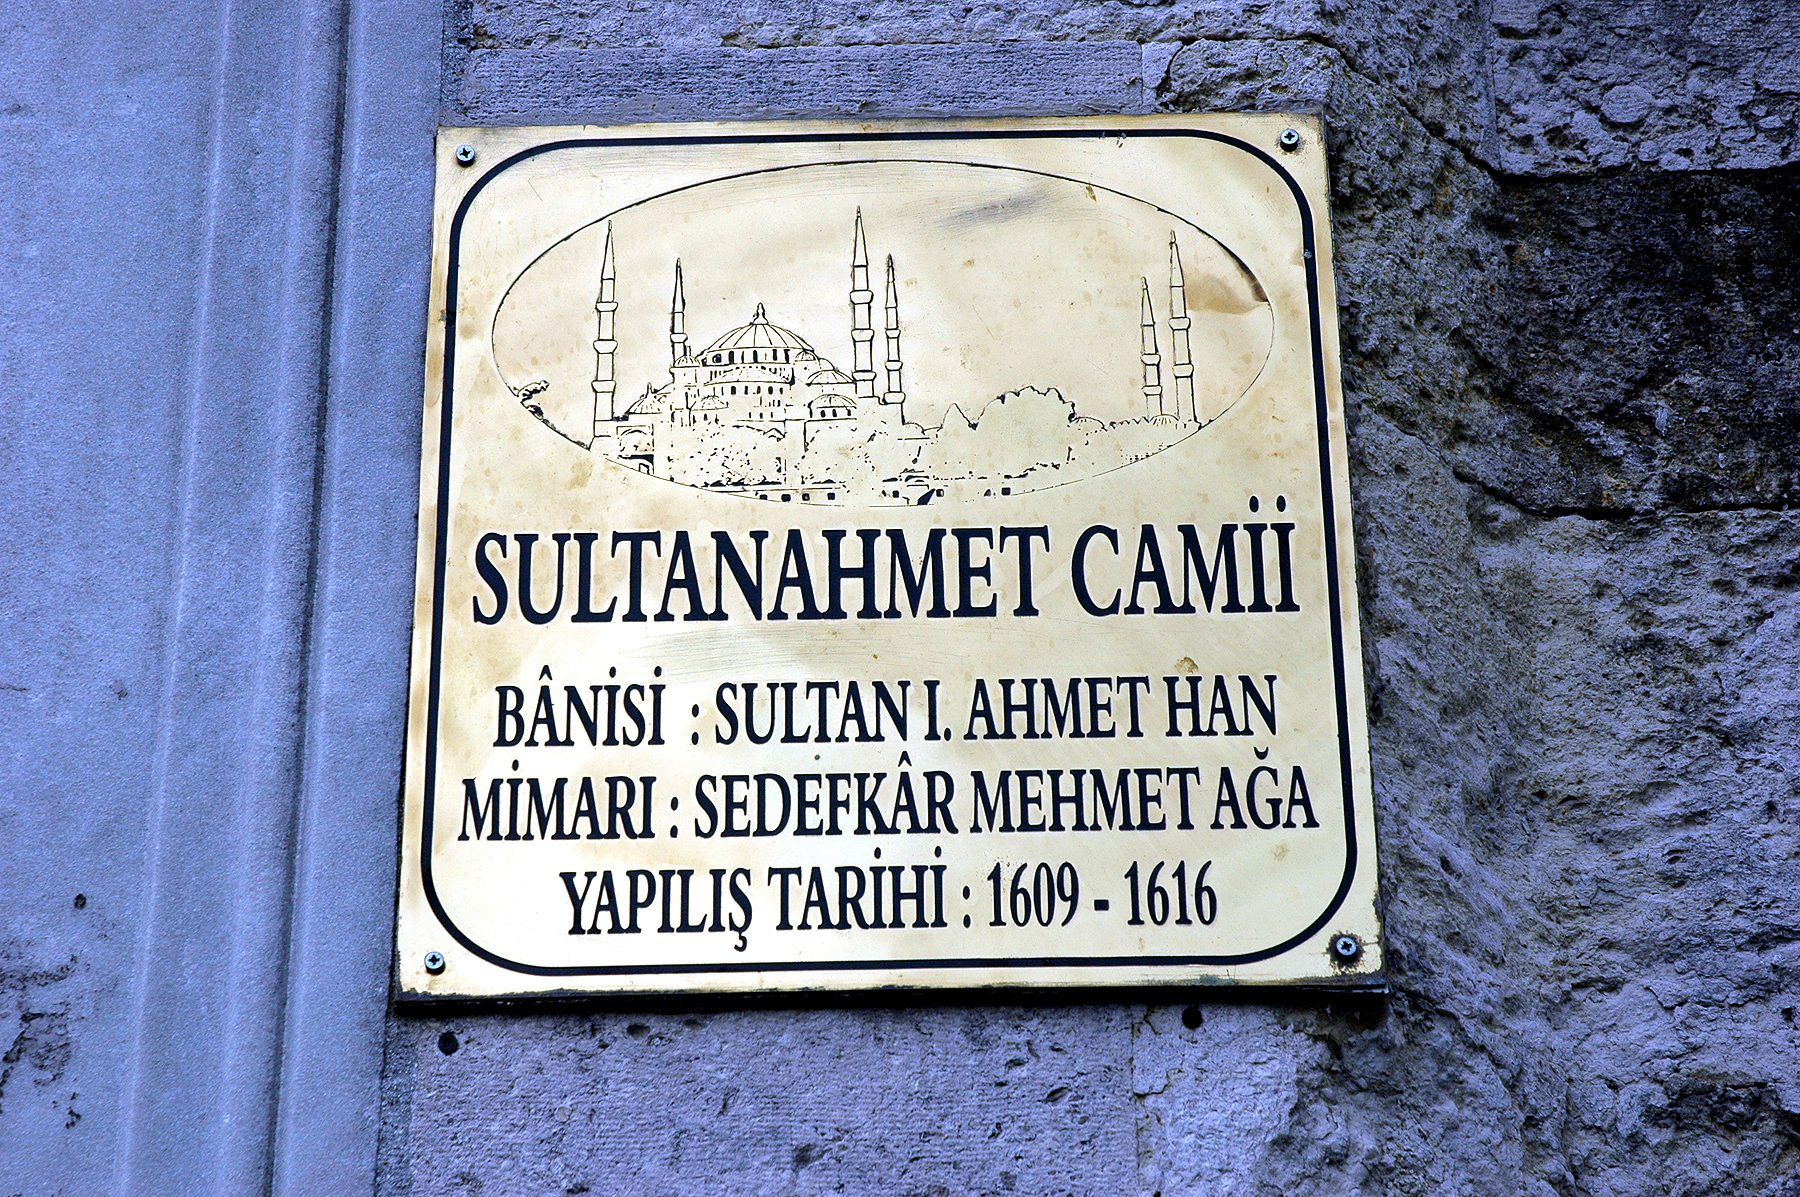 SULTANAHMET CAMİİ
BÂNİSİ : SULTAN I. AHMET HAN
MİMARI : SEDEFKÂR MEHMET AĞA
YAPILIŞ TARİHİ : 1609 - 1616